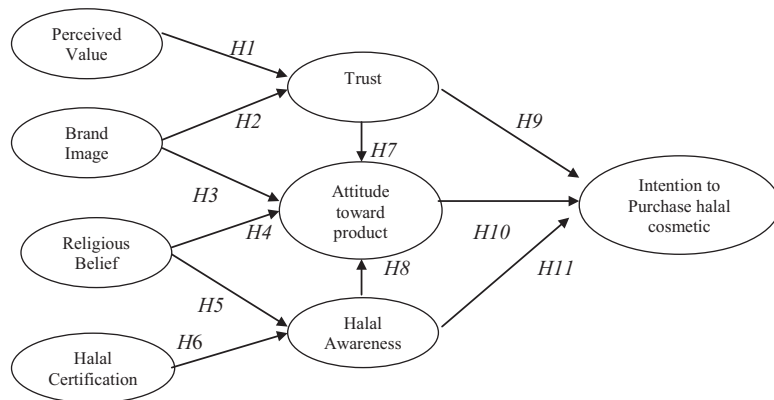 Perceived
Value
H1
Trust
Brand
Image
H2
H9
H7
H3
Attitude
toward
product
Intention to
Purchase halal
cosmetic
Religious
Belief
H4
H10
H8
H11
H5
Halal
Awareness
Halal
Certification
H6